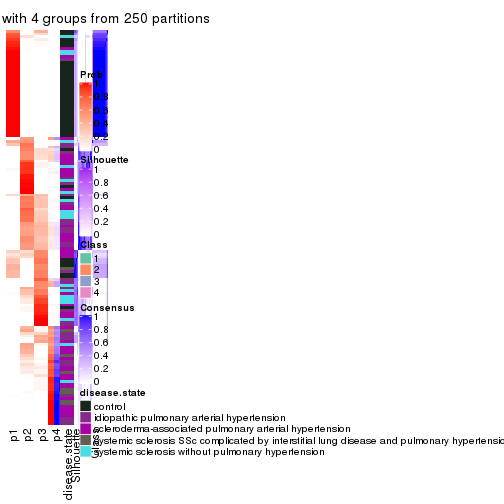 with 4 groups from 250 partitions
Prob
1
0.8
0.6
0.4
0.2
0
Silhouette
1
0.8
0.6
0.4
0.2
0
Class
1
2
3
4
Consensus
1
0.8
0.6
0.4
0.2
0
disease.state
control
idiopathic pulmonary arterial hypertension
scleroderma-associated pulmonary arterial hypertension
systemic sclerosis SSc complicated by interstitial lung disease and pulmonary hypertensio
systemic sclerosis without pulmonary hypertension
p1
p2
p3
p4
disease.state
Silhouette